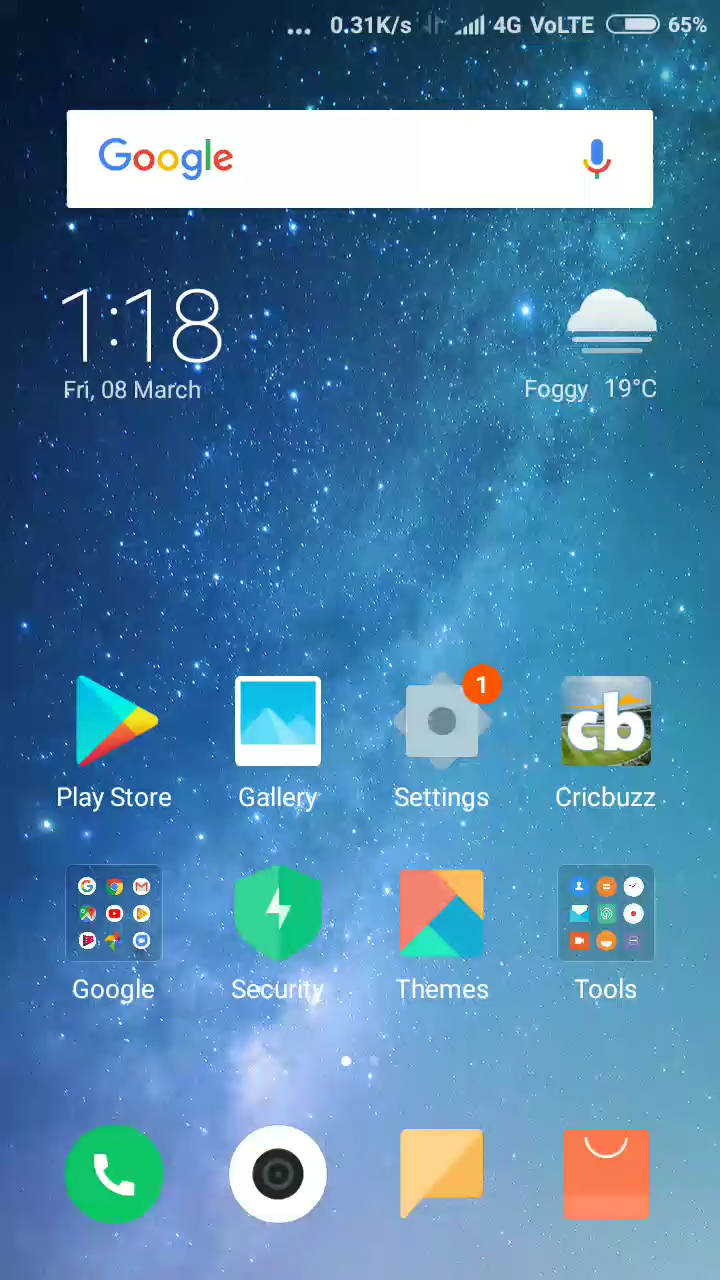 ... 0.31K/s 4G VoLTE 65%
Google
1:18
Fri, 08 March
Foggy 19°C
1
cb
Play Store Gallery Settings Cricbuzz
Google Security Themes Tools